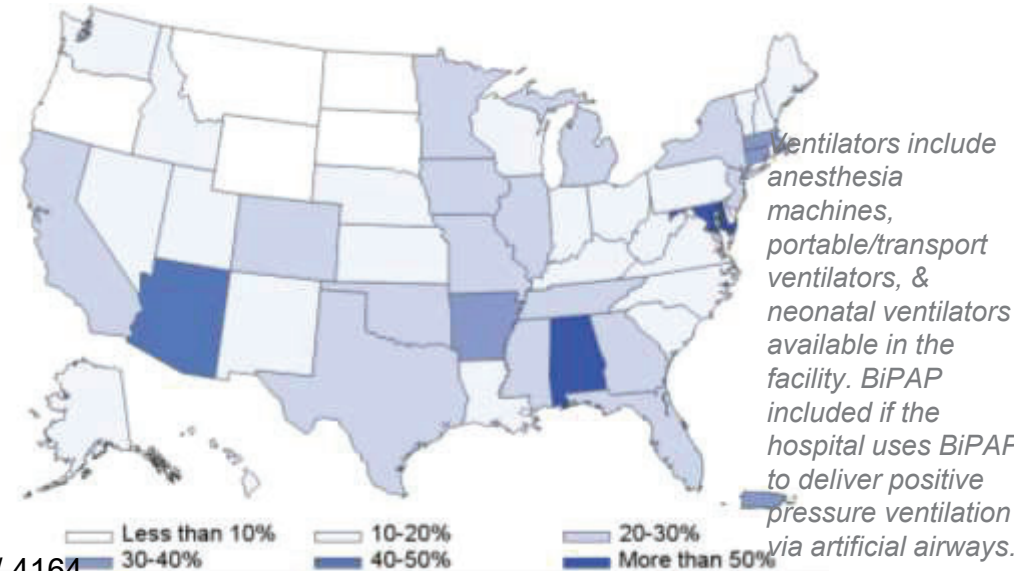 Ventilators include
anesthesia
machines,
portable/transport
ventilators, &
neonatal ventilators
available in the
facility. BiPAP
included if the
hospital uses BiPAP
to deliver positive
pressure ventilation
via artificial airways.
Less than 10% 10-20% 20-30%
30-40% 40-50% More than 50%
4164